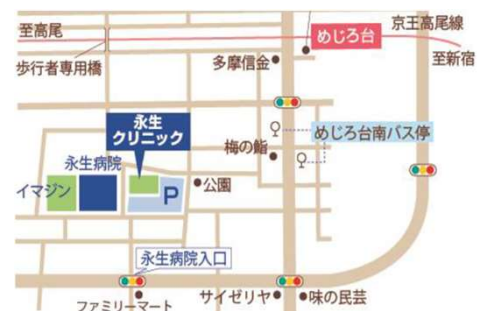 至高尾
めじろ台
京王高尾線
至新宿
歩行者専用橋
多摩信金
永生
クリニック
めじろ台南バス停
梅の鮨
永生病院
イマジン
P
公園
永生病院入口
ファミリーマート
サイゼリヤ
味の民芸